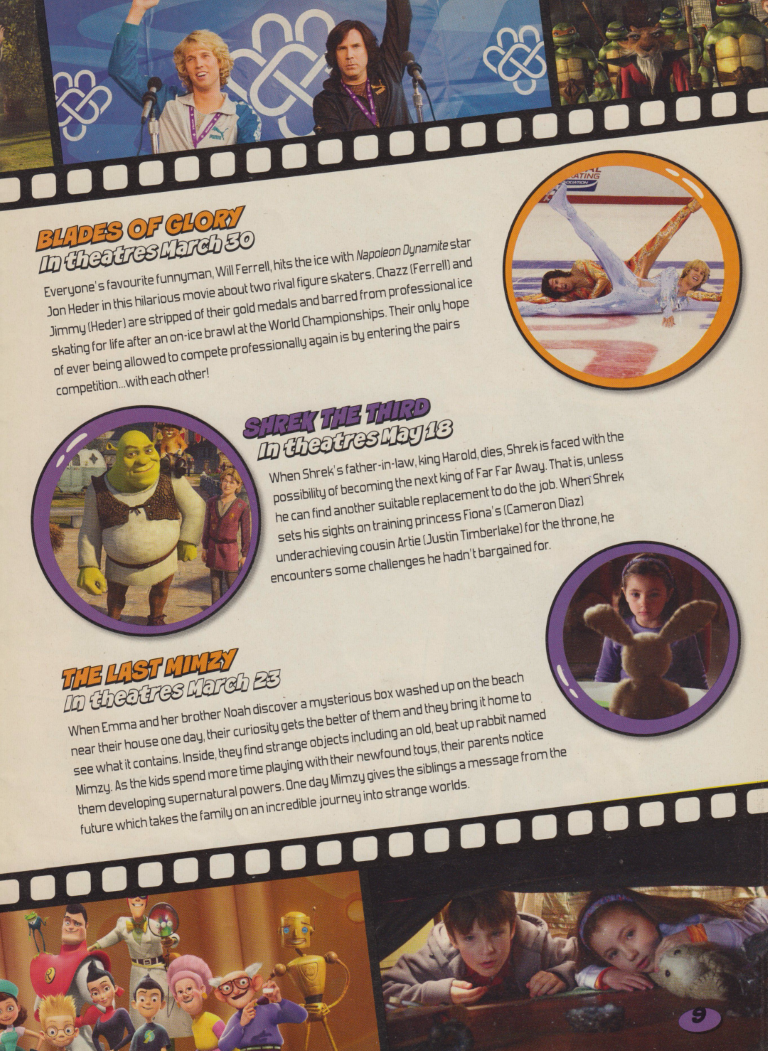 AL
ATING
BLADES OF GLORY
In theatres March 30
Everyone's favourite funnyman, Will Ferrell, hits the ice with Napoleon Dynamite star
Jon Heder in this hilarious movie about two rival figure skaters. Chazz (Ferrell) and
Jimmy (Heder) are stripped of their gold medals and barred from professional ice
skating for life after an on-ice brawl at the World Championships. Their only hope
of ever being allowed to compete professionally again is by entering the pairs
competition...with each other!
SHREK THE THIRD
In theatres May 18
When Shrek's father-in-law, king Harold, dies, Shrek is faced with the
possibility of becoming the next king of Far Far Away. That is, unless
he can find another suitable replacement to do the job. When Shrek
sets his sights on training princess Fiona's (Cameron Diaz)
underachieving cousin Artie (Justin Timberlake) for the throne, he
encounters some challenges he hadn't bargained for.
THE LAST MIMZY
In theatres March 23
When Emma and her brother Noah discover a mysterious box washed up on the beach
near their house one day, their curiosity gets the better of them and they bring it home to
see what it contains. Inside, they find strange objects including an old, beat up rabbit named
Mimzy. As the kids spend more time playing with their newfound toys, their parents notice
them developing supernatural powers. One day Mimzy gives the siblings a message from the
future which takes the family on an incredible journey into strange worlds.
9